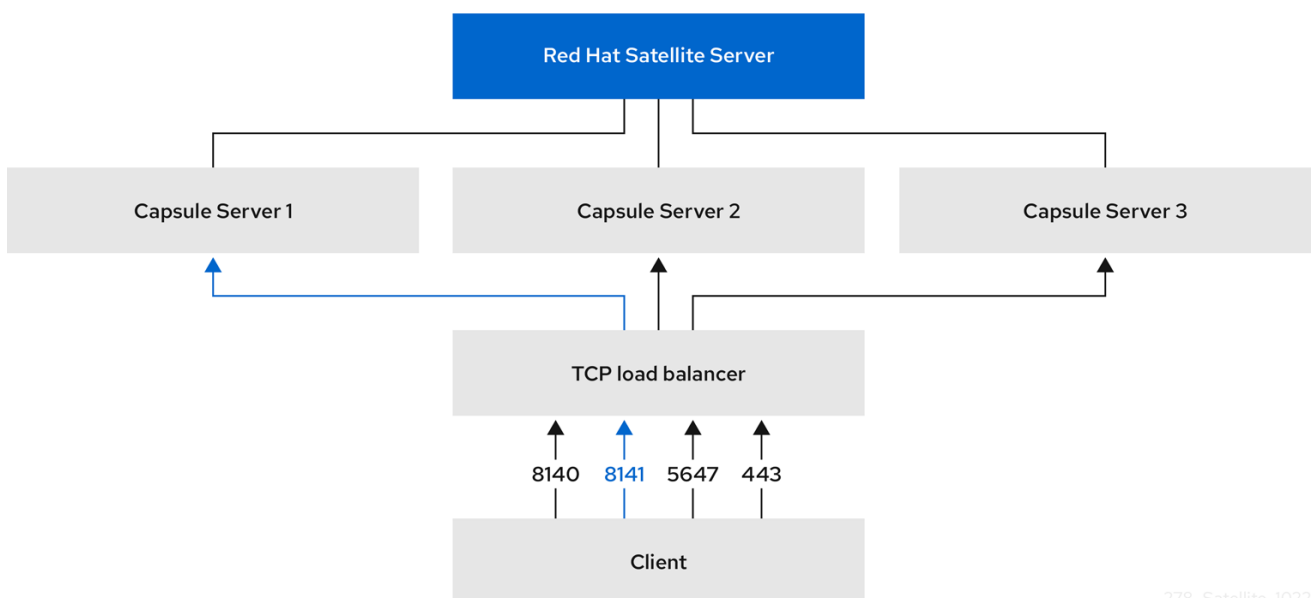 Red Hat Satellite Server
Capsule Server 1
Capsule Server 2
Capsule Server 3
TCP load balancer
8140 8141 5647 443
Client